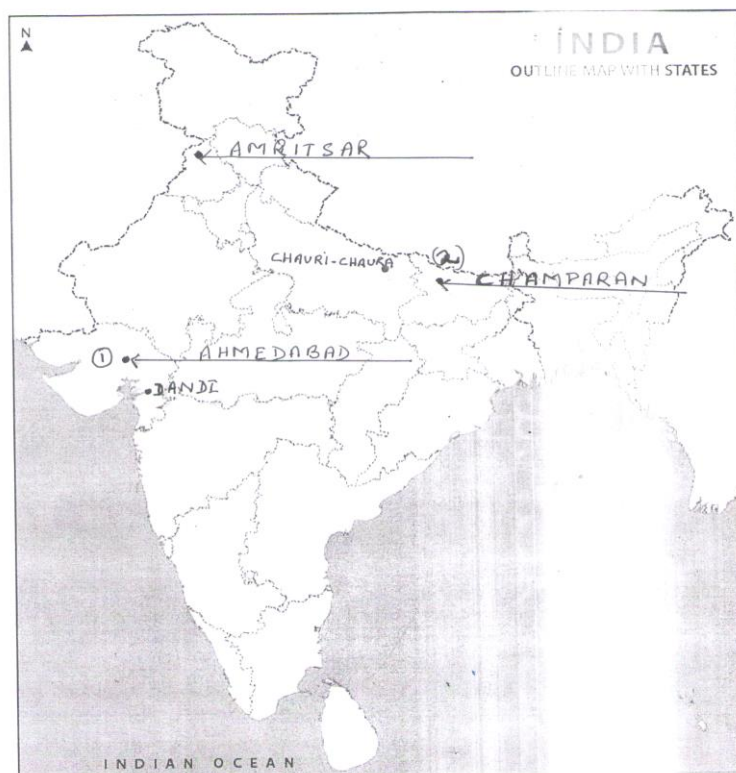 N
INDIA
OUTLINE MAP WITH STATES
AMRITSAR
CHAURI-CHAURA
(2)
CHAMPARAN
1
AHMEDABAD
DANDI
INDIAN OCEAN